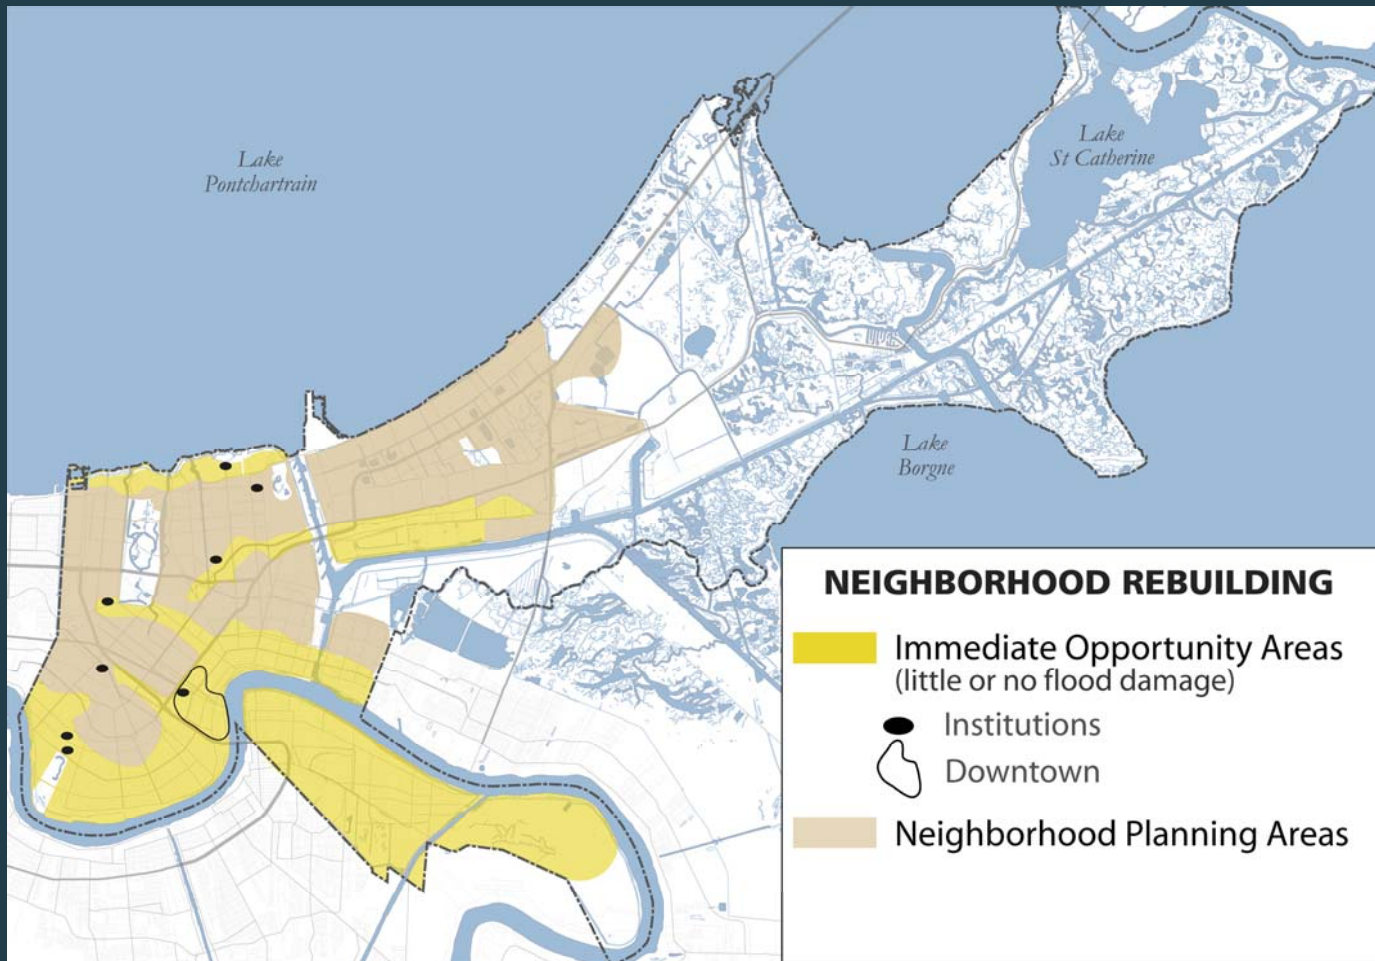 Lake
Pontchartrain
Lake
St Catherine
Lake
Borgne
NEIGHBORHOOD REBUILDING
Immediate Opportunity Areas
(little or no flood damage)
Institutions
Downtown
Neighborhood Planning Areas